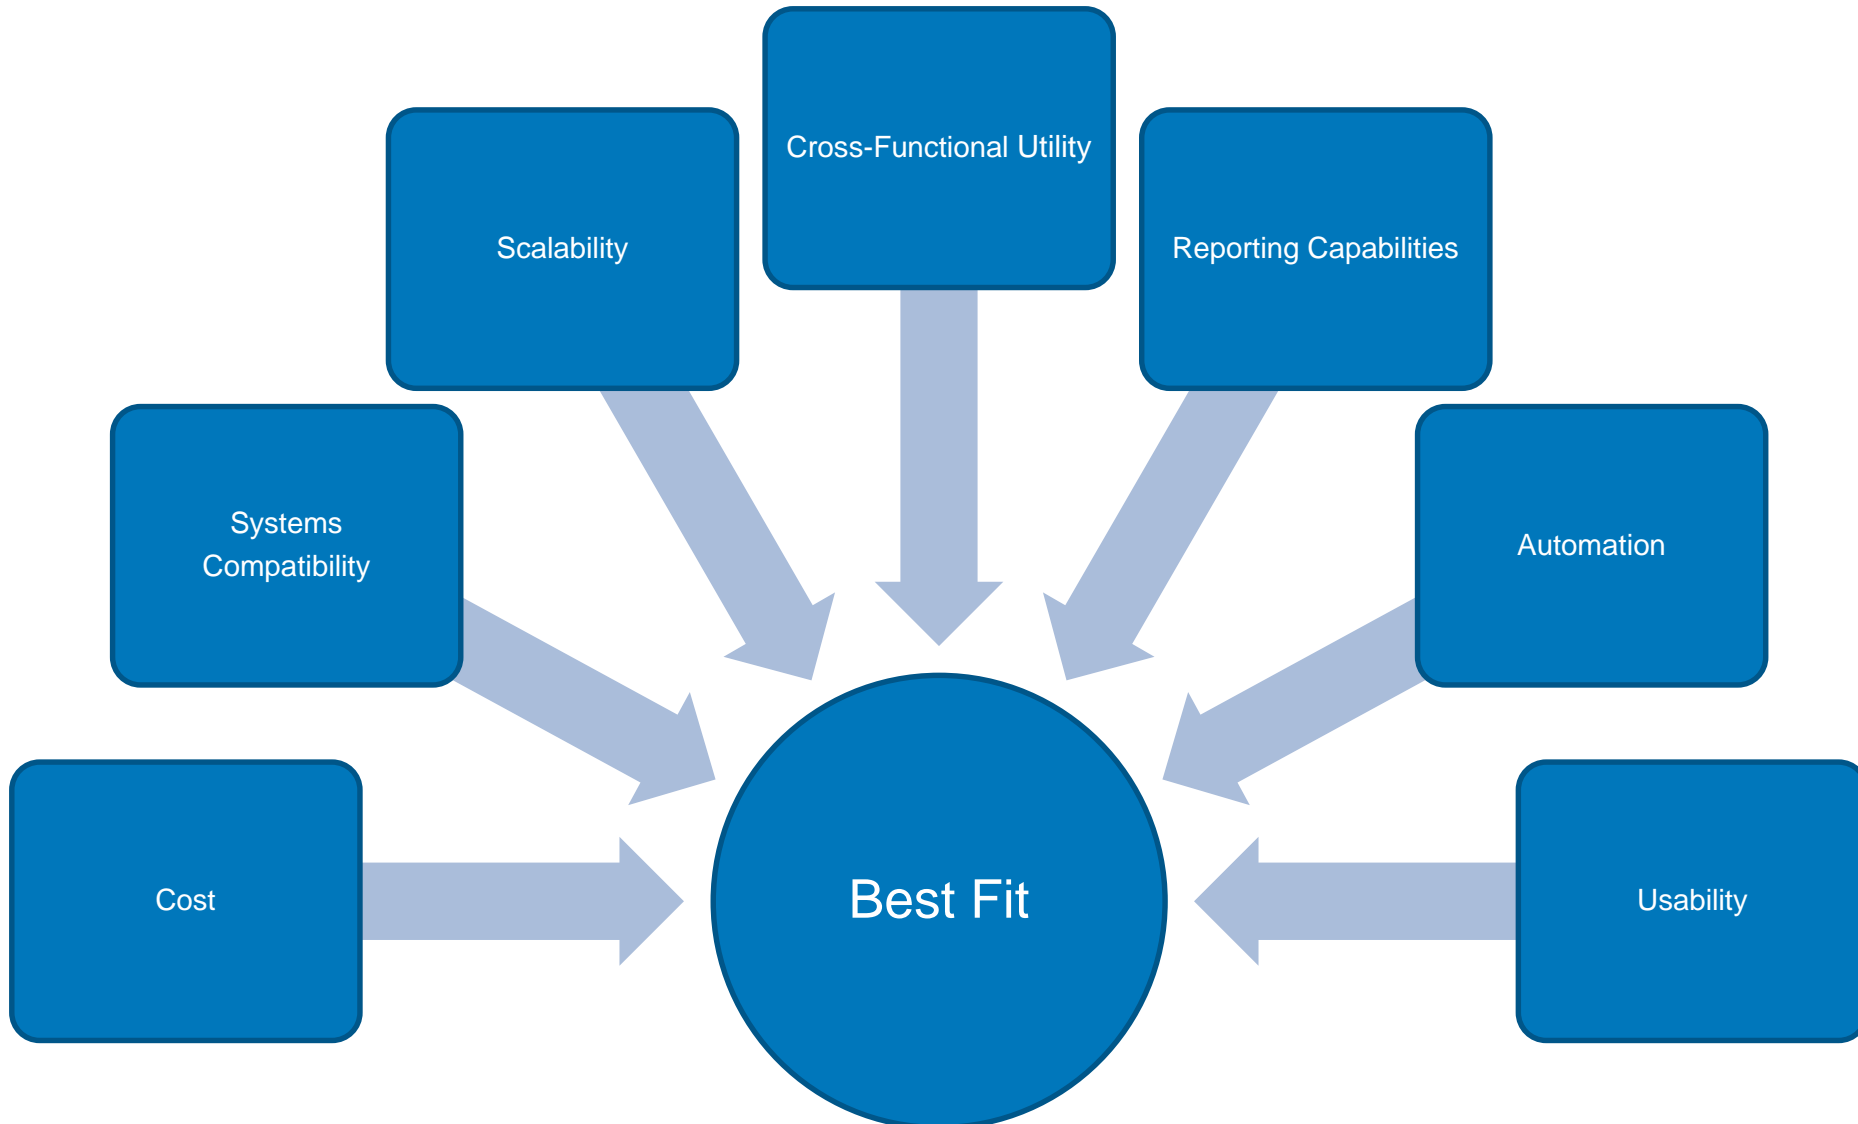 Cross-Functional Utility
Scalability
Reporting Capabilities
Systems
Compatibility
Automation
Cost
Best Fit
Usability